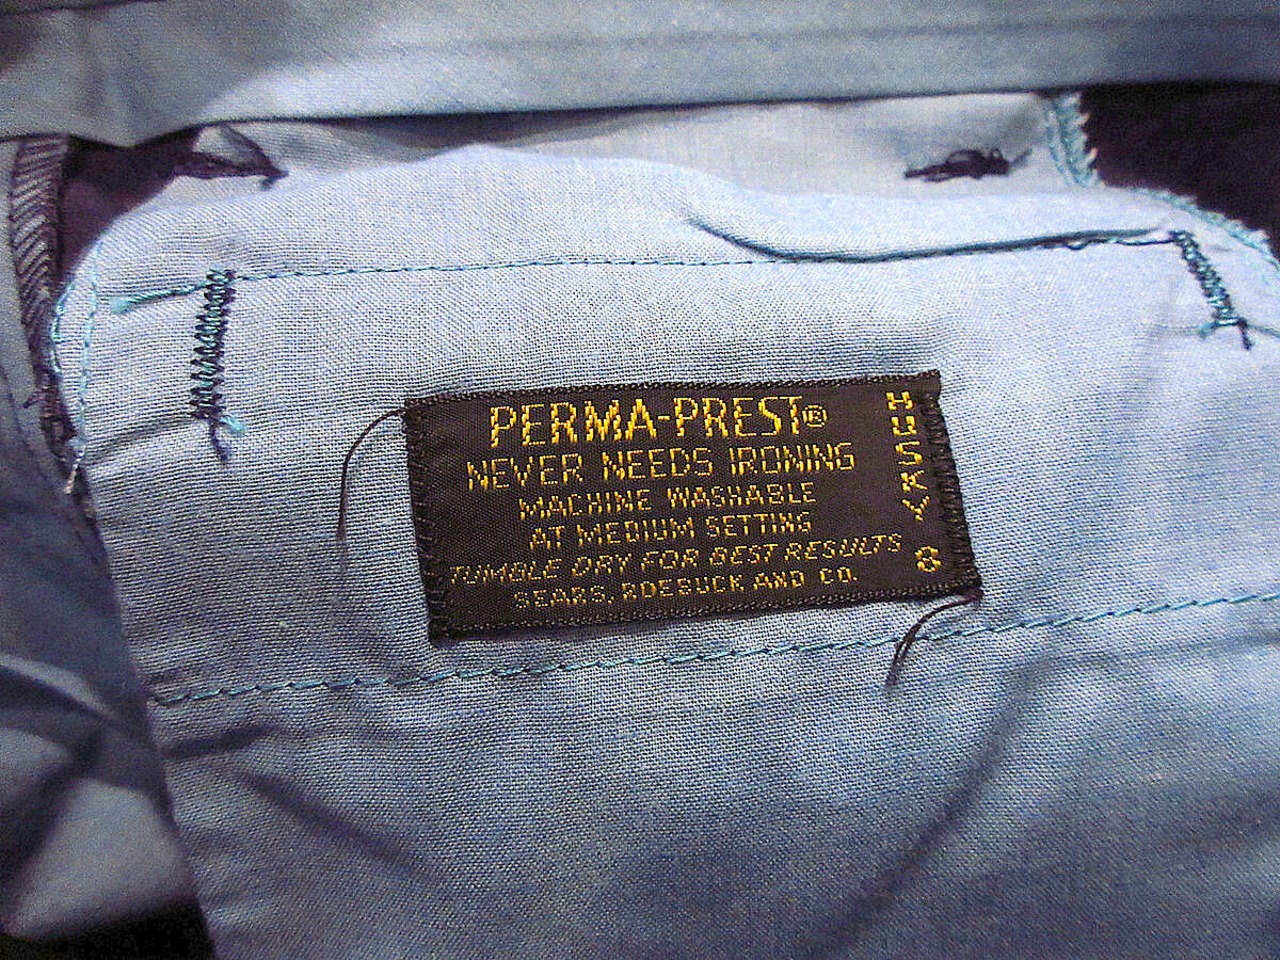 PERMA-PREST®
NEVER NEEDS IRONING
MACHINE WASHABLE
AT MEDIUM SETTING
TUMBLE DRY FOR BEST RESULTS
SEARS, ROEBUCK AND CO.
HUSKY 8